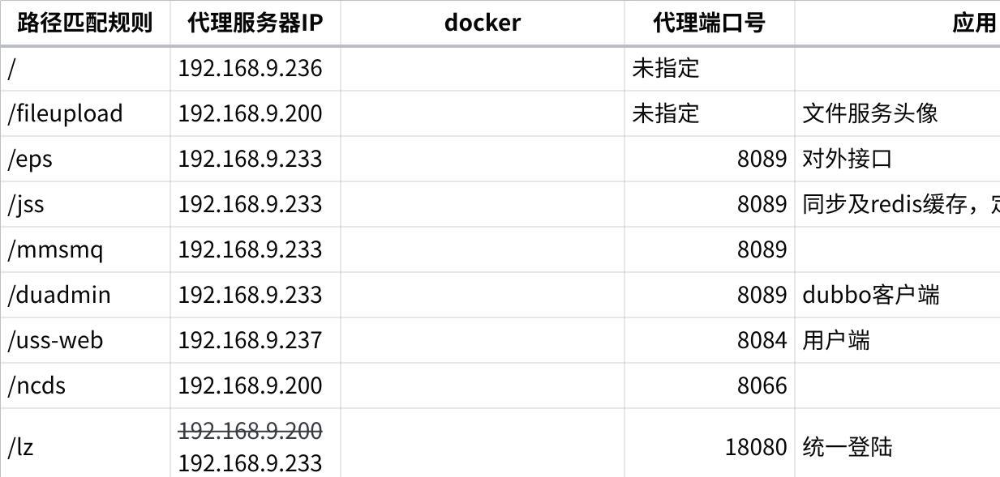 路径匹配规则 代理服务器IP docker 代理端口号 应用
/ 192.168.9.236 未指定
/fileupload 192.168.9.200 未指定 文件服务头像
/eps 192.168.9.233 8089 对外接口
/jss 192.168.9.233 8089 同步及redis缓存，定
/mmsmq 192.168.9.233 8089
/duadmin 192.168.9.233 8089 dubbo客户端
/uss-web 192.168.9.237 8084 用户端
/ncds 192.168.9.200 8066
192.168.9.200
/lz 18080 统一登陆
192.168.9.233